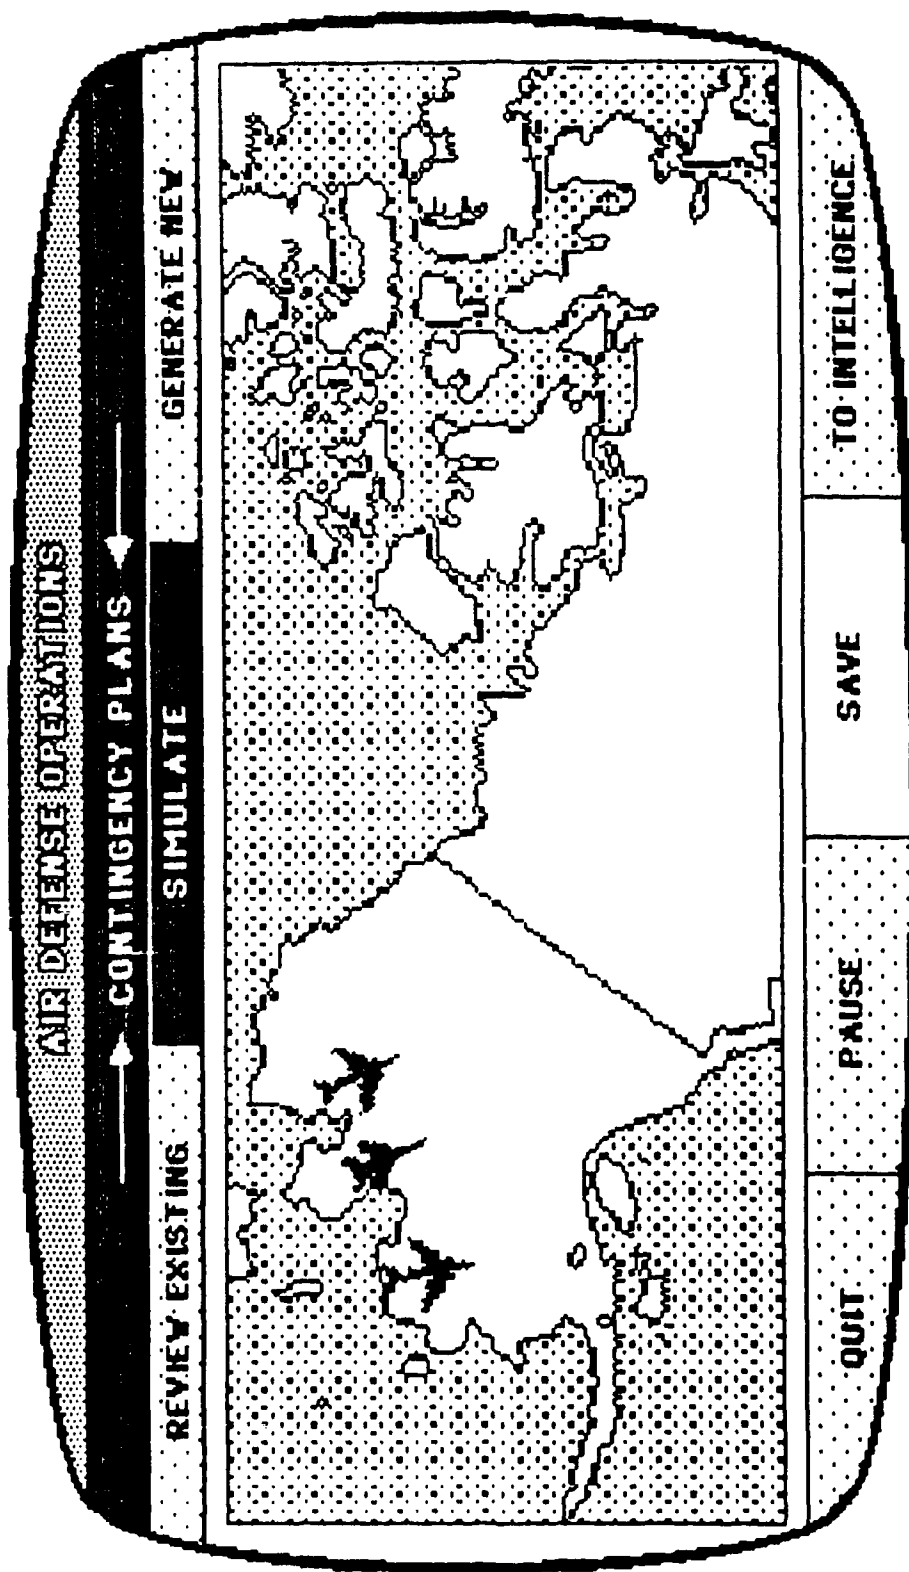 AIR DEFENSE OPERATIONS
CONTINGENCY PLANS
REVIEW EXISTING SIMULATE GENERATE NEW
QUIT PAUSE SAVE TO INTELLIGENCE